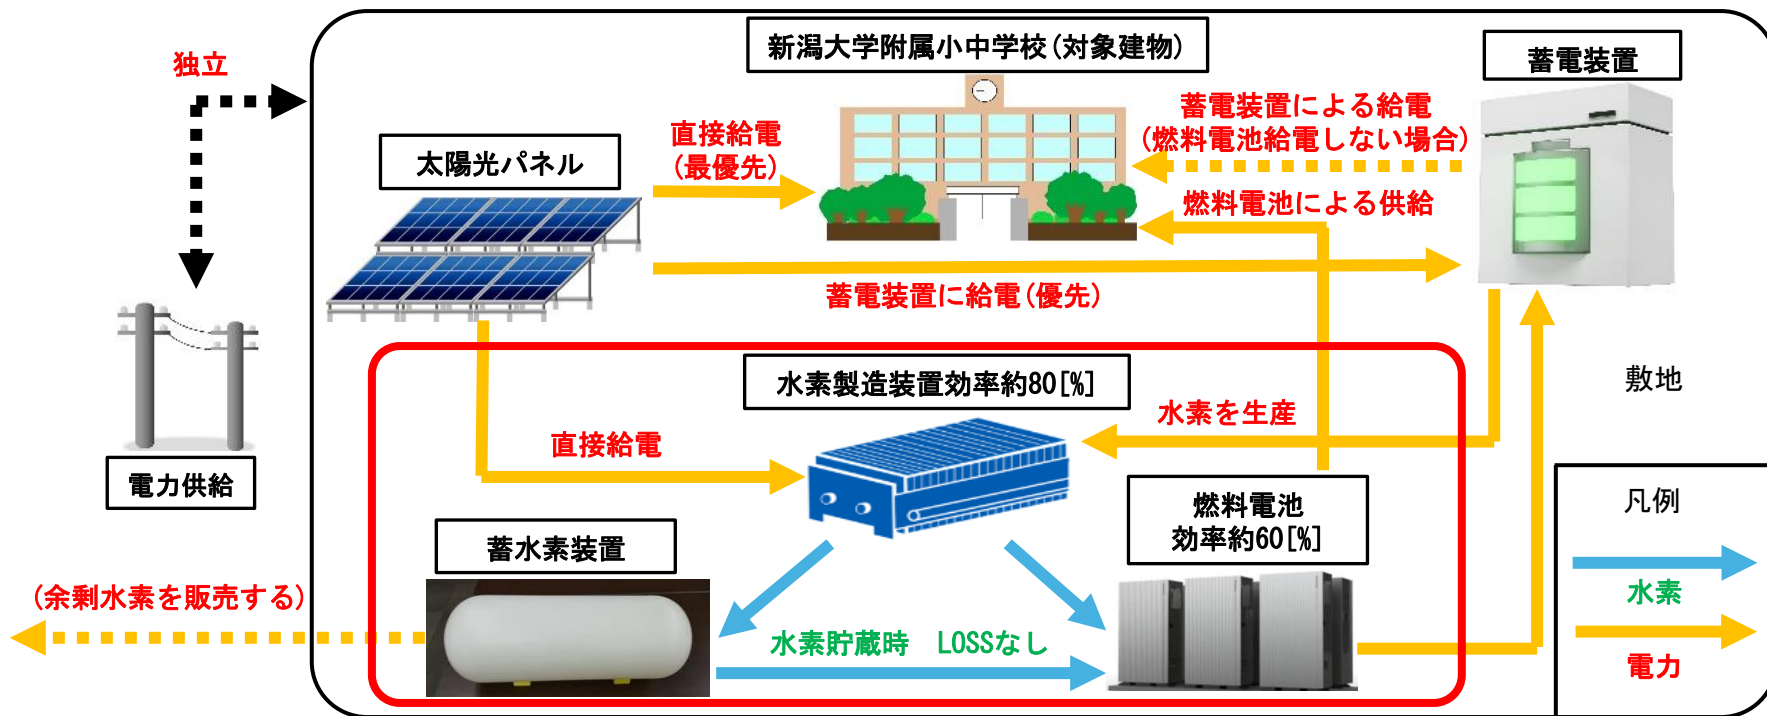 新潟大学附属小中学校(対象建物)
蓄電装置
独立
直接給電
(最優先)
蓄電装置による給電
(燃料電池給電しない場合)
太陽光パネル
燃料電池による供給
蓄電装置に給電(優先)
水素製造装置効率約80[%]
敷地
水素を生産
直接給電
電力供給
燃料電池
効率約60[%]
凡例
蓄水素装置
(余剰水素を販売する)
水素
水素貯蔵時 LOSSなし
電力